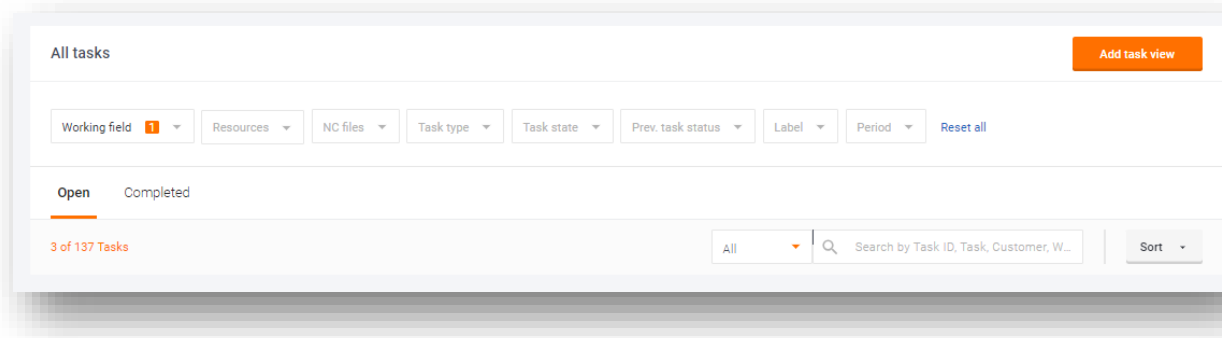 All tasks
Add task view
Working field 1
Resources
NC files
Task type
Task state
Prev. task status
Label
Period
Reset all
Open
Completed
3 of 137 Tasks
All
Search by Task ID, Task, Customer, W...
Sort